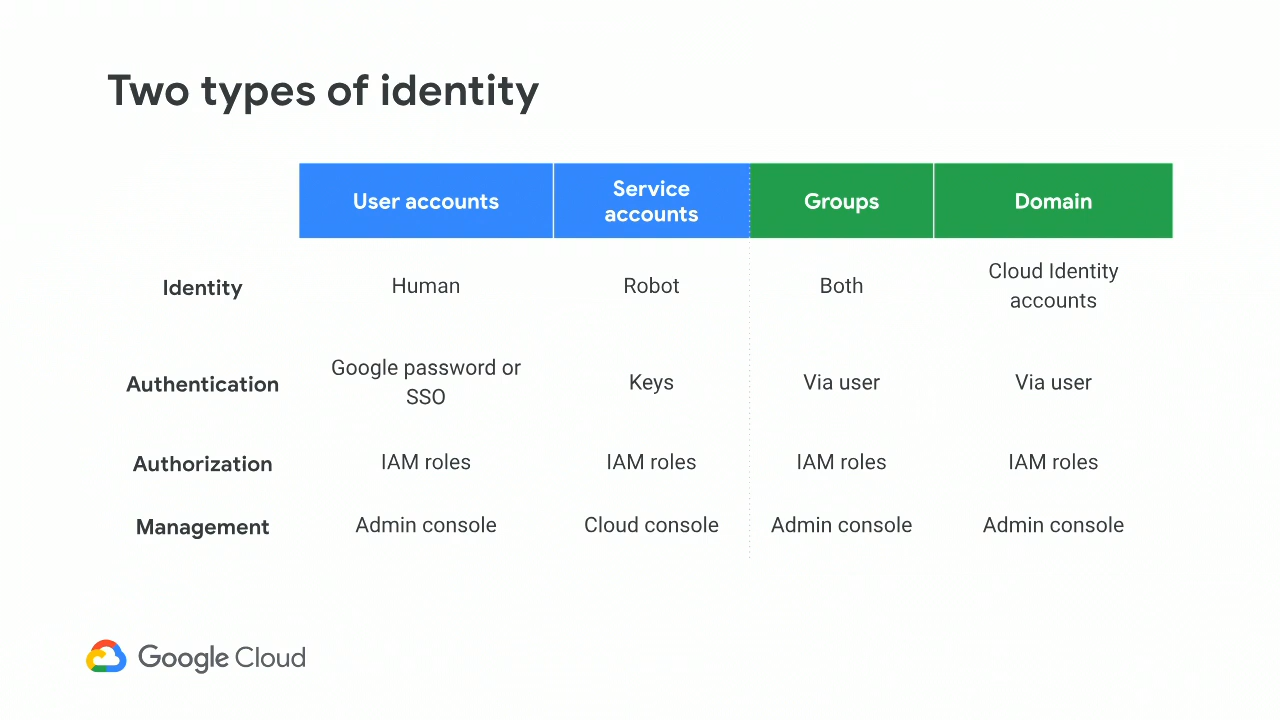 Two types of identity
User accounts
Service
accounts
Groups
Domain
Identity
Human
Robot
Both
Cloud Identity
accounts
Authentication
Google password or
SSO
Keys
Via user
Via user
Authorization
IAM roles
IAM roles
IAM roles
IAM roles
Management
Admin console
Cloud console
Admin console
Admin console
Google Cloud